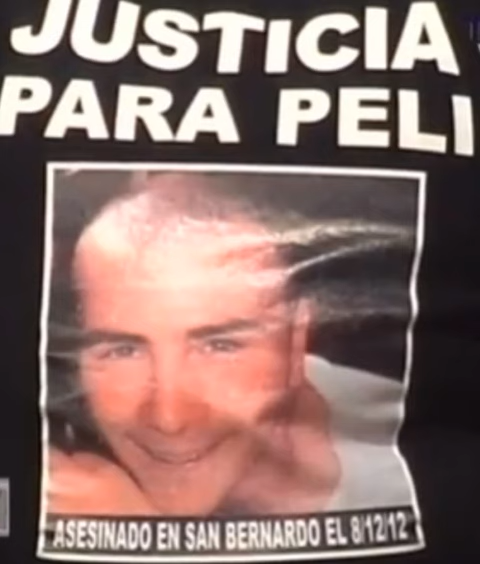 JUSTICIA
PARA PELI
ASESINADO EN SAN BERNARDO EL 8/12/12